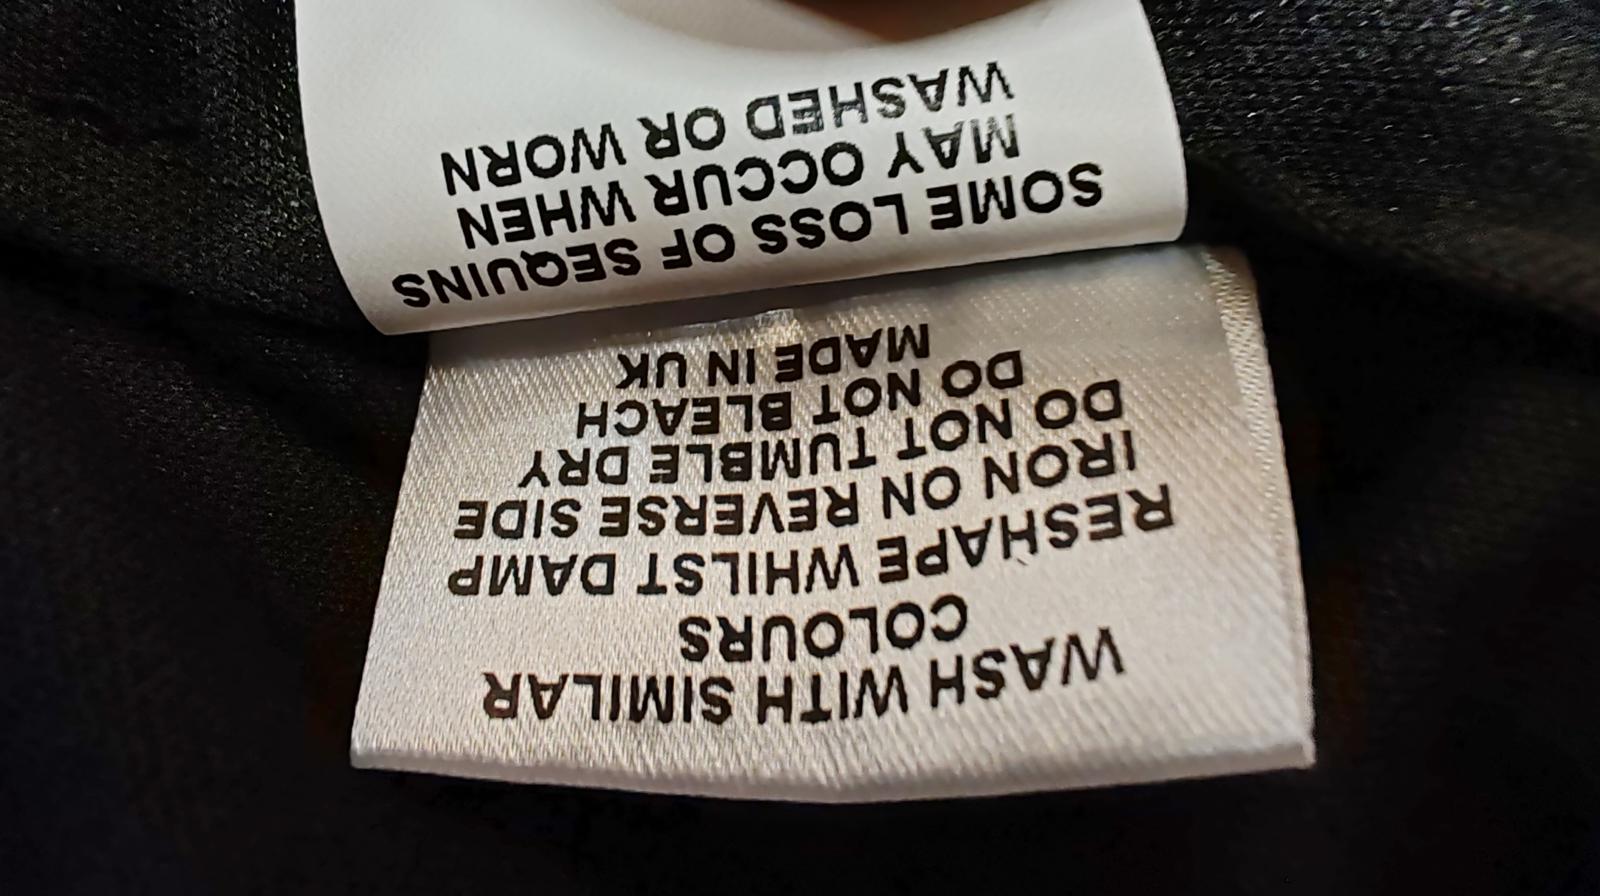 WASH WITH SIMILAR
COLOURS
RESHAPE WHILST DAMP
IRON ON REVERSE SIDE
DO NOT TUMBLE DRY
DO NOT BLEACH
MADE IN UK
SOME LOSS OF SEQUINS
MAY OCCUR WHEN
WASHED OR WORN